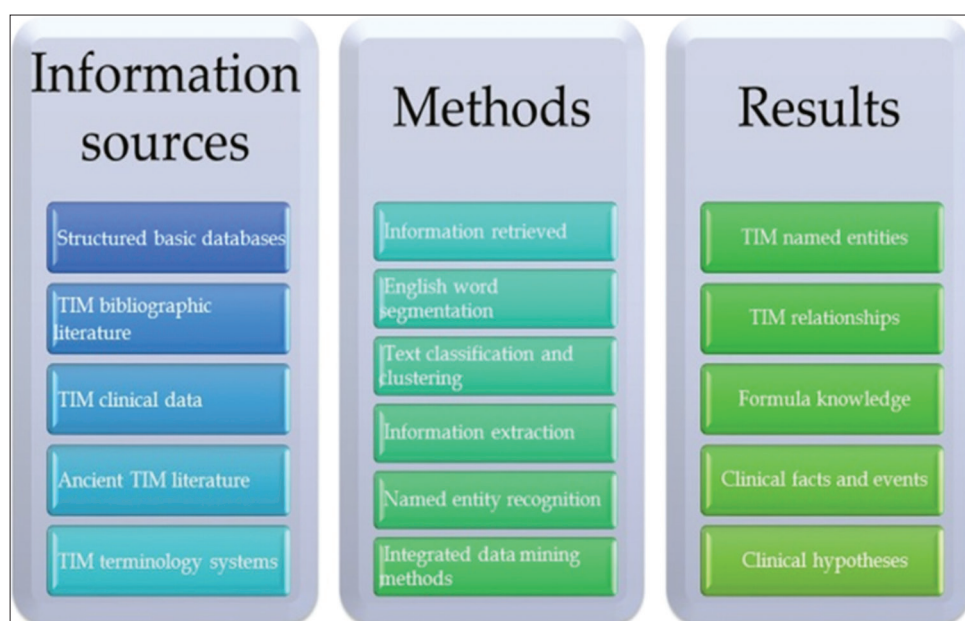 Information
sources
Structured basic databases
TIM bibliographic
literature
TIM clinical data
Ancient TIM literature
TIM terminology systems
Methods
Information retrieved
English word
segmentation
Text classification and
clustering
Information extraction
Named entity recognition
Integrated data mining
methods
Results
TIM named entities
TIM relationships
Formula knowledge
Clinical facts and events
Clinical hypotheses